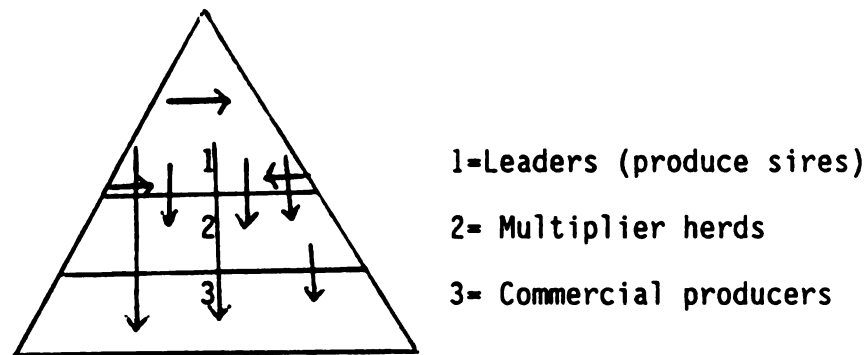 1
2
3
1=Leaders (produce sires)
2= Multiplier herds
3= Commercial producers